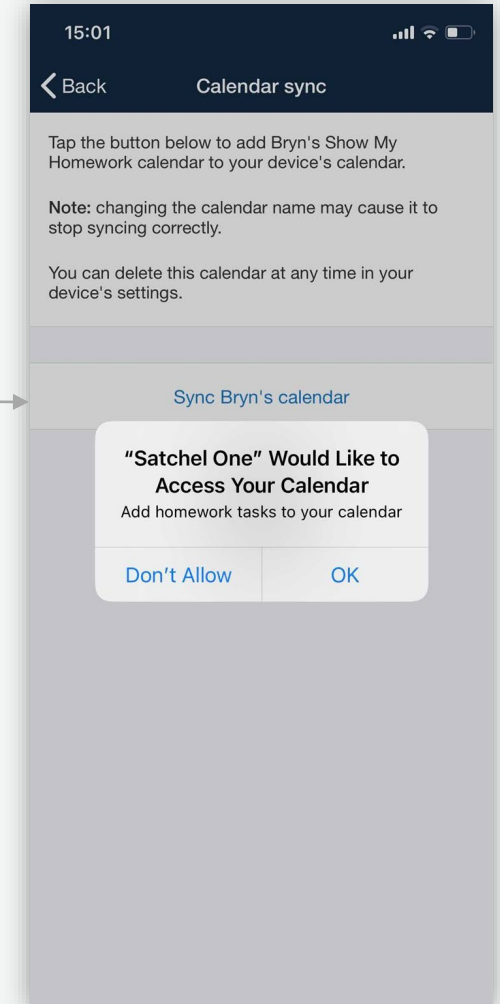 15:01
Back
Calendar sync
Tap the button below to add Bryn's Show My
Homework calendar to your device's calendar.
Note: changing the calendar name may cause it to
stop syncing correctly.
You can delete this calendar at any time in your
device's settings.
Sync Bryn's calendar
“Satchel One” Would Like to
Access Your Calendar
Add homework tasks to your calendar
Don’t Allow
OK